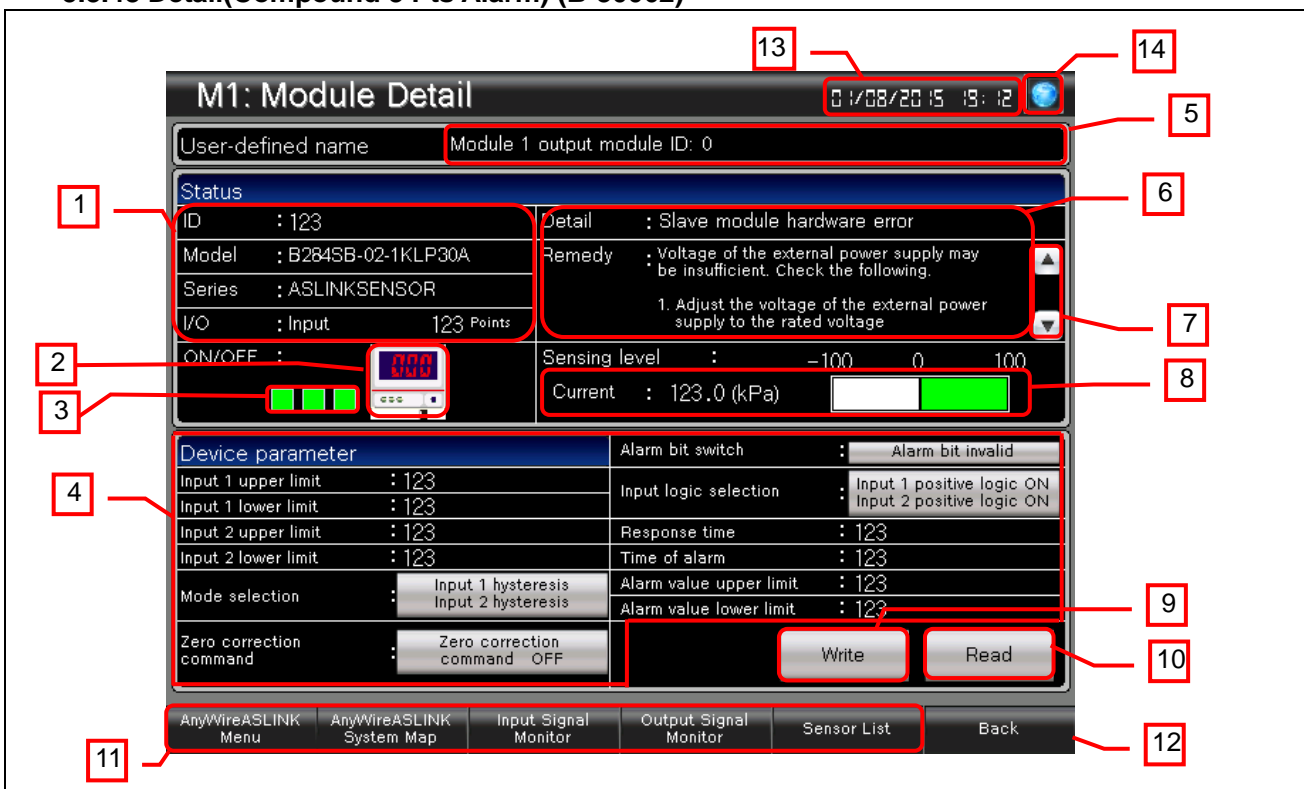 13
14
M1: Module Detail
01/08/2015 19:12
5
User-defined name
Module 1 output module ID: 0
Status
1
6
ID : 123
Detail : Slave module hardware error
Model : B284SB-02-1KLP30A
Remedy : Voltage of the external power supply may
be insufficient. Check the following.
Series : ASLINKSENSOR
1. Adjust the voltage of the external power
supply to the rated voltage
I/O : Input 123 Points
7
ON/OFF :
000
2
3
Sensing level : -100 0 100
Current : 123.0 (kPa)
8
Device parameter
Alarm bit switch : Alarm bit invalid
4
Input 1 upper limit : 123
Input logic selection : Input 1 positive logic ON
Input 2 positive logic ON
Input 1 lower limit : 123
Input 2 upper limit : 123
Response time : 123
Input 2 lower limit : 123
Time of alarm : 123
Mode selection : Input 1 hysteresis
Input 2 hysteresis
Alarm value upper limit : 123
Alarm value lower limit : 123
9
Zero correction
command : Zero correction
command OFF
Write
Read
10
AnyWireASLINK
Menu
AnyWireASLINK
System Map
Input Signal
Monitor
Output Signal
Monitor
Sensor List
Back
11
12